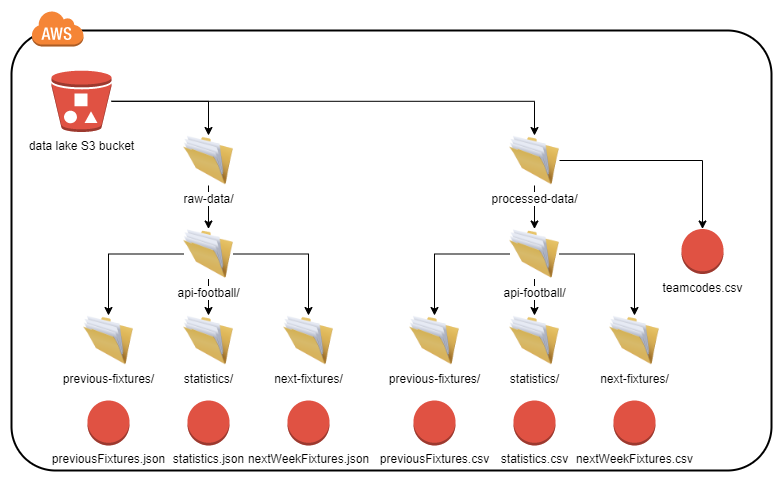 AWS
data lake S3 bucket
raw-data/
processed-data/
api-football/
api-football/
teamcodes.csv
previous-fixtures/
statistics/
next-fixtures/
previous-fixtures/
statistics/
next-fixtures/
previousFixtures.json
statistics.json
nextWeekFixtures.json
previousFixtures.csv
statistics.csv
nextWeekFixtures.csv